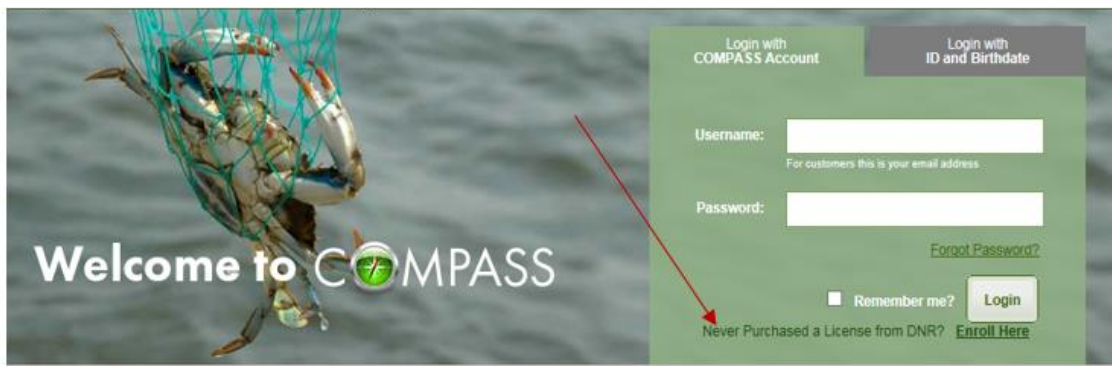 Login with
COMPASS Account
Login with
ID and Birthdate
Username:
For customers this is your email address
Password:
Forgot Password?
Welcome to COMPASS
Remember me?
Login
Never Purchased a License from DNR? Enroll Here